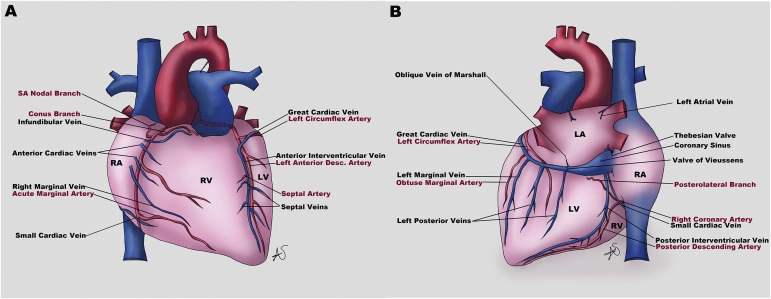 A
SA Nodal Branch
Conus Branch
Infundibular Vein
Anterior Cardiac Veins
RA
Right Marginal Vein
Acute Marginal Artery
Small Cardiac Vein
RV
LV
Great Cardiac Vein
Left Circumflex Artery
Anterior Interventricular Vein
Left Anterior Desc. Artery
Septal Artery
Septal Veins
AS
B
Oblique Vein of Marshall
Great Cardiac Vein
Left Circumflex Artery
Left Marginal Vein
Obtuse Marginal Artery
Left Posterior Veins
LA
LV
RA
RV
Left Atrial Vein
Thebesian Valve
Coronary Sinus
Valve of Vieussens
Posterolateral Branch
Right Coronary Artery
Small Cardiac Vein
Posterior Interventricular Vein
Posterior Descending Artery
AS